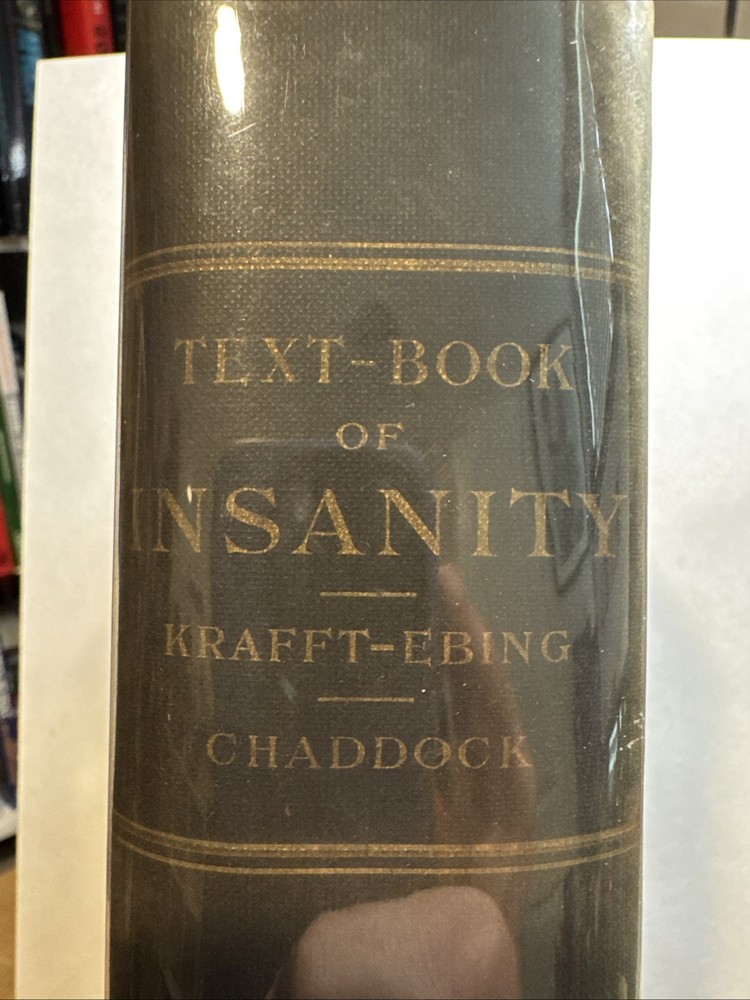 TEXT-BOOK
OF
INSANITY
KRAFFT-EBING
CHADDOCK